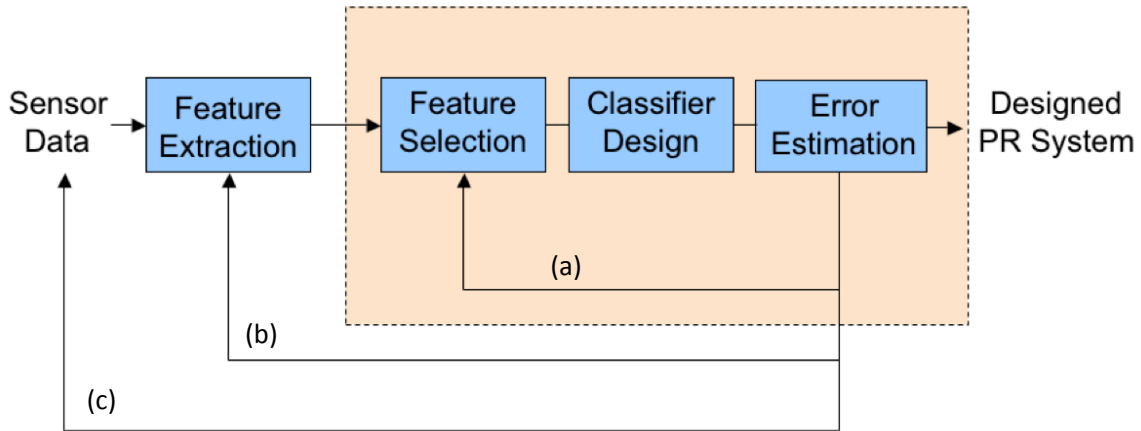 Sensor
Data
Feature
Extraction
Feature
Selection
Classifier
Design
Error
Estimation
Designed
PR System
(a)
(b)
(c)